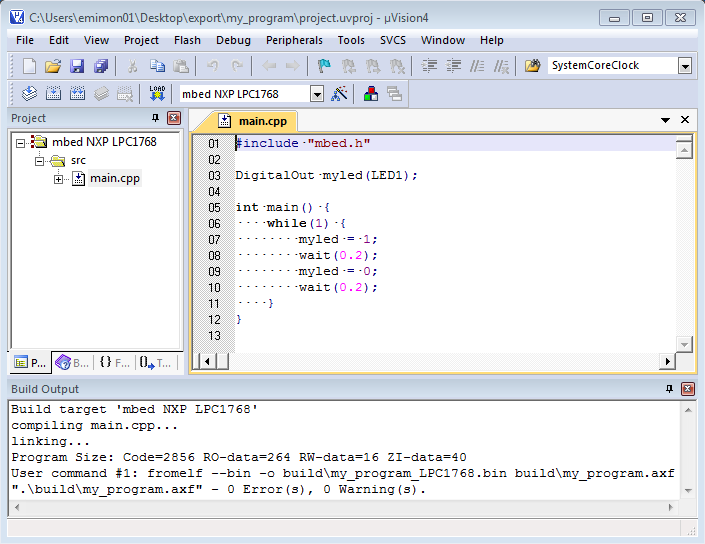 C:\Users\emimon01\Desktop\export\my_program\project.uvproj - µVision4
File Edit View Project Flash Debug Peripherals Tools SVCS Window Help
SystemCoreClock
LOAD
mbed NXP LPC1768
Project
mbed NXP LPC1768
src
main.cpp
P... B... {} F... {} T...
main.cpp
01 #include "mbed.h"
02
03 DigitalOut myled(LED1);
04
05 int main() {
06 while(1) {
07 myled = 1;
08 wait(0.2);
09 myled = 0;
10 wait(0.2);
11 }
12 }
13
Build Output
Build target 'mbed NXP LPC1768'
compiling main.cpp...
linking...
Program Size: Code=2856 RO-data=264 RW-data=16 ZI-data=40
User command #1: fromelf --bin -o build\my_program_LPC1768.bin build\my_program.axf
".\build\my_program.axf" - 0 Error(s), 0 Warning(s).